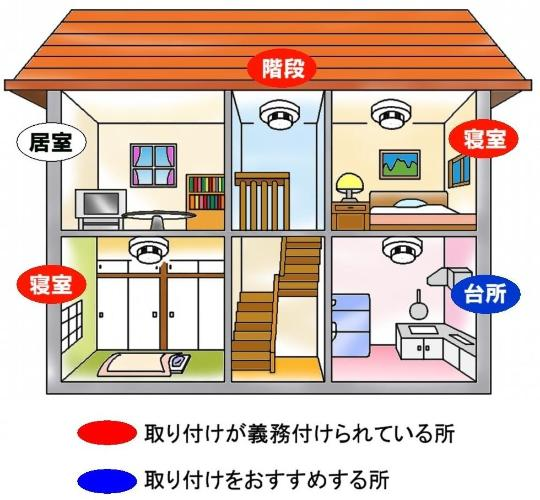 階段
居室
寝室
寝室
台所
取り付けが義務付けられている所
取り付けをおすすめする所